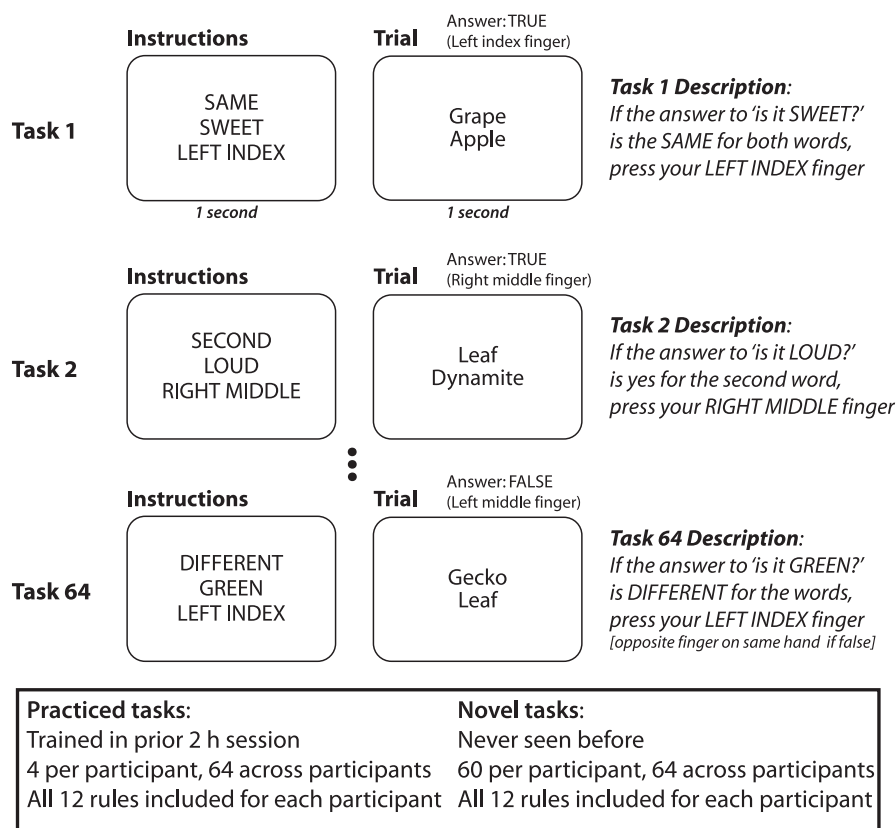 Answer: TRUE
Instructions Trial (Left index finger)
Task 1
SAME
SWEET
LEFT INDEX
Grape
Apple
Task 1 Description:
If the answer to ‘is it SWEET?’
is the SAME for both words,
press your LEFT INDEX finger
1 second 1 second
Answer: TRUE
Instructions Trial (Right middle finger)
Task 2
SECOND
LOUD
RIGHT MIDDLE
Leaf
Dynamite
Task 2 Description:
If the answer to ‘is it LOUD?’
is yes for the second word,
press your RIGHT MIDDLE finger
Answer: FALSE
Instructions Trial (Left middle finger)
Task 64
DIFFERENT
GREEN
LEFT INDEX
Gecko
Leaf
Task 64 Description:
If the answer to ‘is it GREEN?’
is DIFFERENT for the words,
press your LEFT INDEX finger
[opposite finger on same hand if false]
Practiced tasks:
Trained in prior 2 h session
4 per participant, 64 across participants
All 12 rules included for each participant
Novel tasks:
Never seen before
60 per participant, 64 across participants
All 12 rules included for each participant